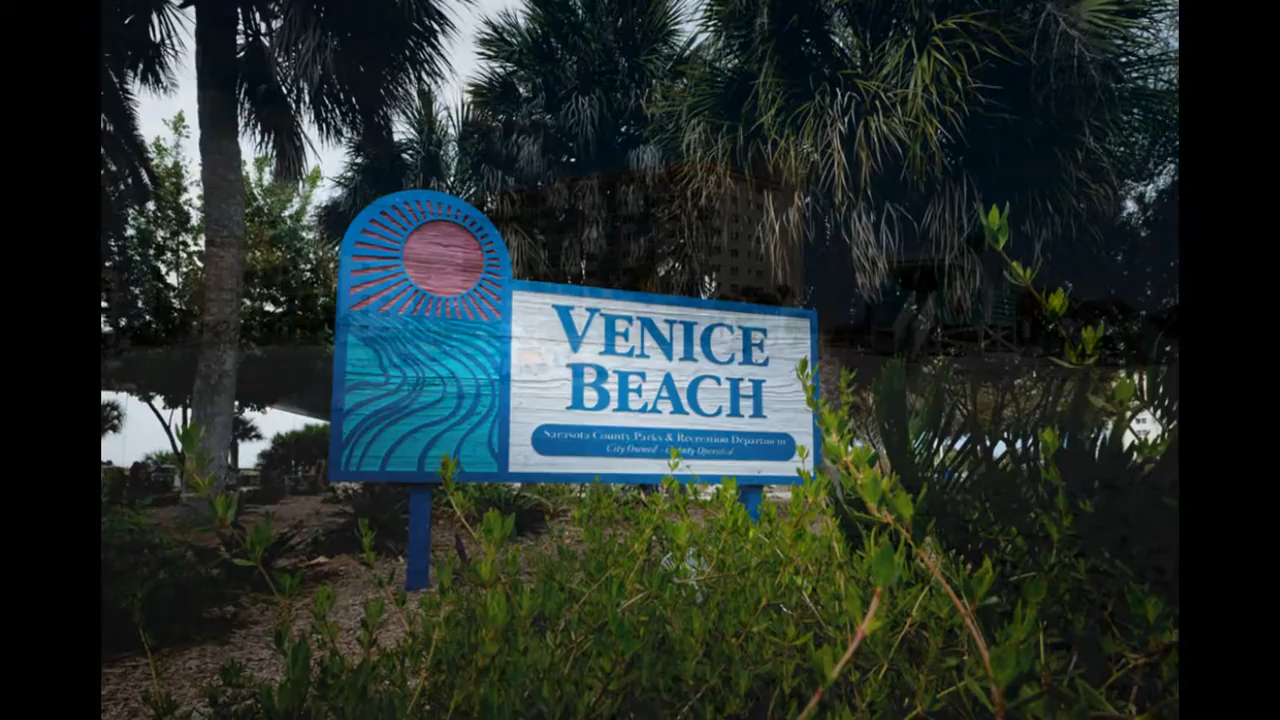 VENICE
BEACH
Sarasota County Parks & Recreation Department
City Owned - County Operated